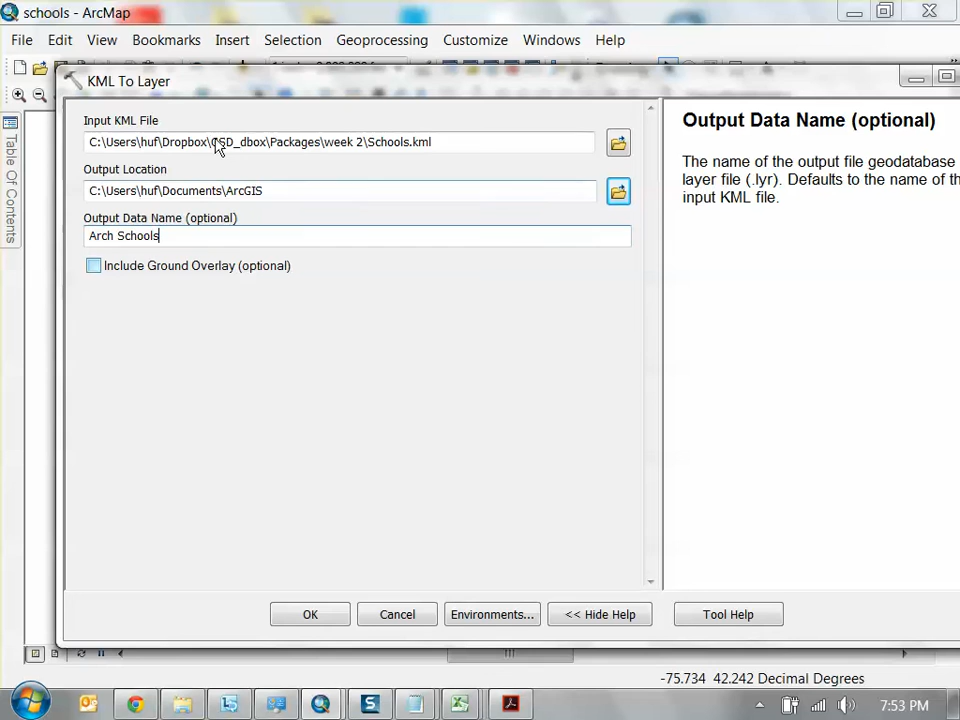 schools - ArcMap
File Edit View Bookmarks Insert Selection Geoprocessing Customize Windows Help
KML To Layer
Input KML File
C:\Users\huf\Dropbox\CSD_dbox\Packages\week 2\Schools.kml
Output Location
C:\Users\huf\Documents\ArcGIS
Output Data Name (optional)
Arch Schools
Include Ground Overlay (optional)
Output Data Name (optional)
The name of the output file geodatabase
layer file (.lyr). Defaults to the name of th
input KML file.
Table Of Contents
OK Cancel Environments... << Hide Help Tool Help
-75.734 42.242 Decimal Degrees
7:53 PM